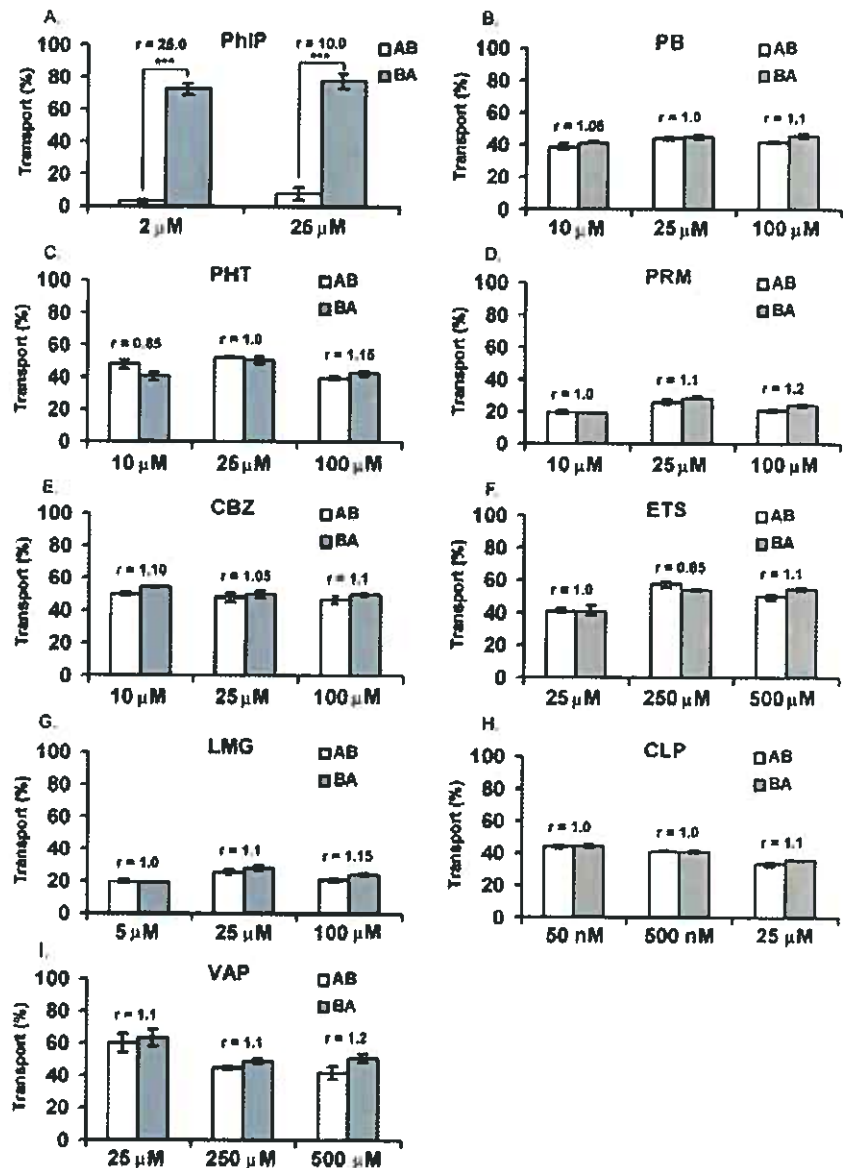 A.
PhIP
r = 25.0
***
r = 10.0
***
AB
BA
Transport (%)
100
80
60
40
20
0
2 µM
26 µM
B.
PB
AB
BA
Transport (%)
100
80
60
40
20
0
r = 1.05
r = 1.0
r = 1.1
10 µM
25 µM
100 µM
C.
PHT
AB
BA
Transport (%)
100
80
60
40
20
0
r = 0.85
r = 1.0
r = 1.15
10 µM
25 µM
100 µM
D.
PRM
AB
BA
Transport (%)
100
80
60
40
20
0
r = 1.0
r = 1.1
r = 1.2
10 µM
25 µM
100 µM
E.
CBZ
AB
BA
Transport (%)
100
80
60
40
20
0
r = 1.10
r = 1.05
r = 1.1
10 µM
25 µM
100 µM
F.
ETS
AB
BA
Transport (%)
100
80
60
40
20
0
r = 1.0
r = 0.85
r = 1.1
25 µM
250 µM
500 µM
G.
LMG
AB
BA
Transport (%)
100
80
60
40
20
0
r = 1.0
r = 1.1
r = 1.15
5 µM
25 µM
100 µM
H.
CLP
AB
BA
Transport (%)
100
80
60
40
20
0
r = 1.0
r = 1.0
r = 1.1
50 nM
500 nM
25 µM
I.
VAP
AB
BA
Transport (%)
100
80
60
40
20
0
r = 1.1
r = 1.1
r = 1.2
25 µM
250 µM
500 µM